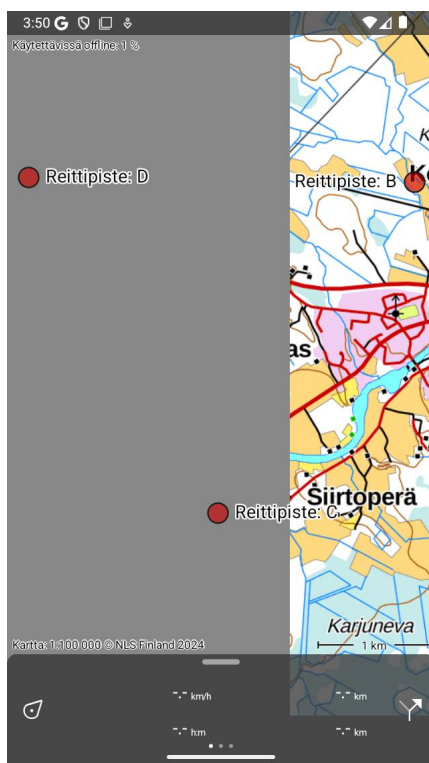 3:50
Käytettävissä offline: 1 %
Reittipiste: D
Reittipiste: B
as
Siirtoperä
Reittipiste: C
Karjuneva
Kartta: 1:100 000 © NLS Finland 2024
1 km
-.- km/h
-.- km
-.- h:m
-.- km